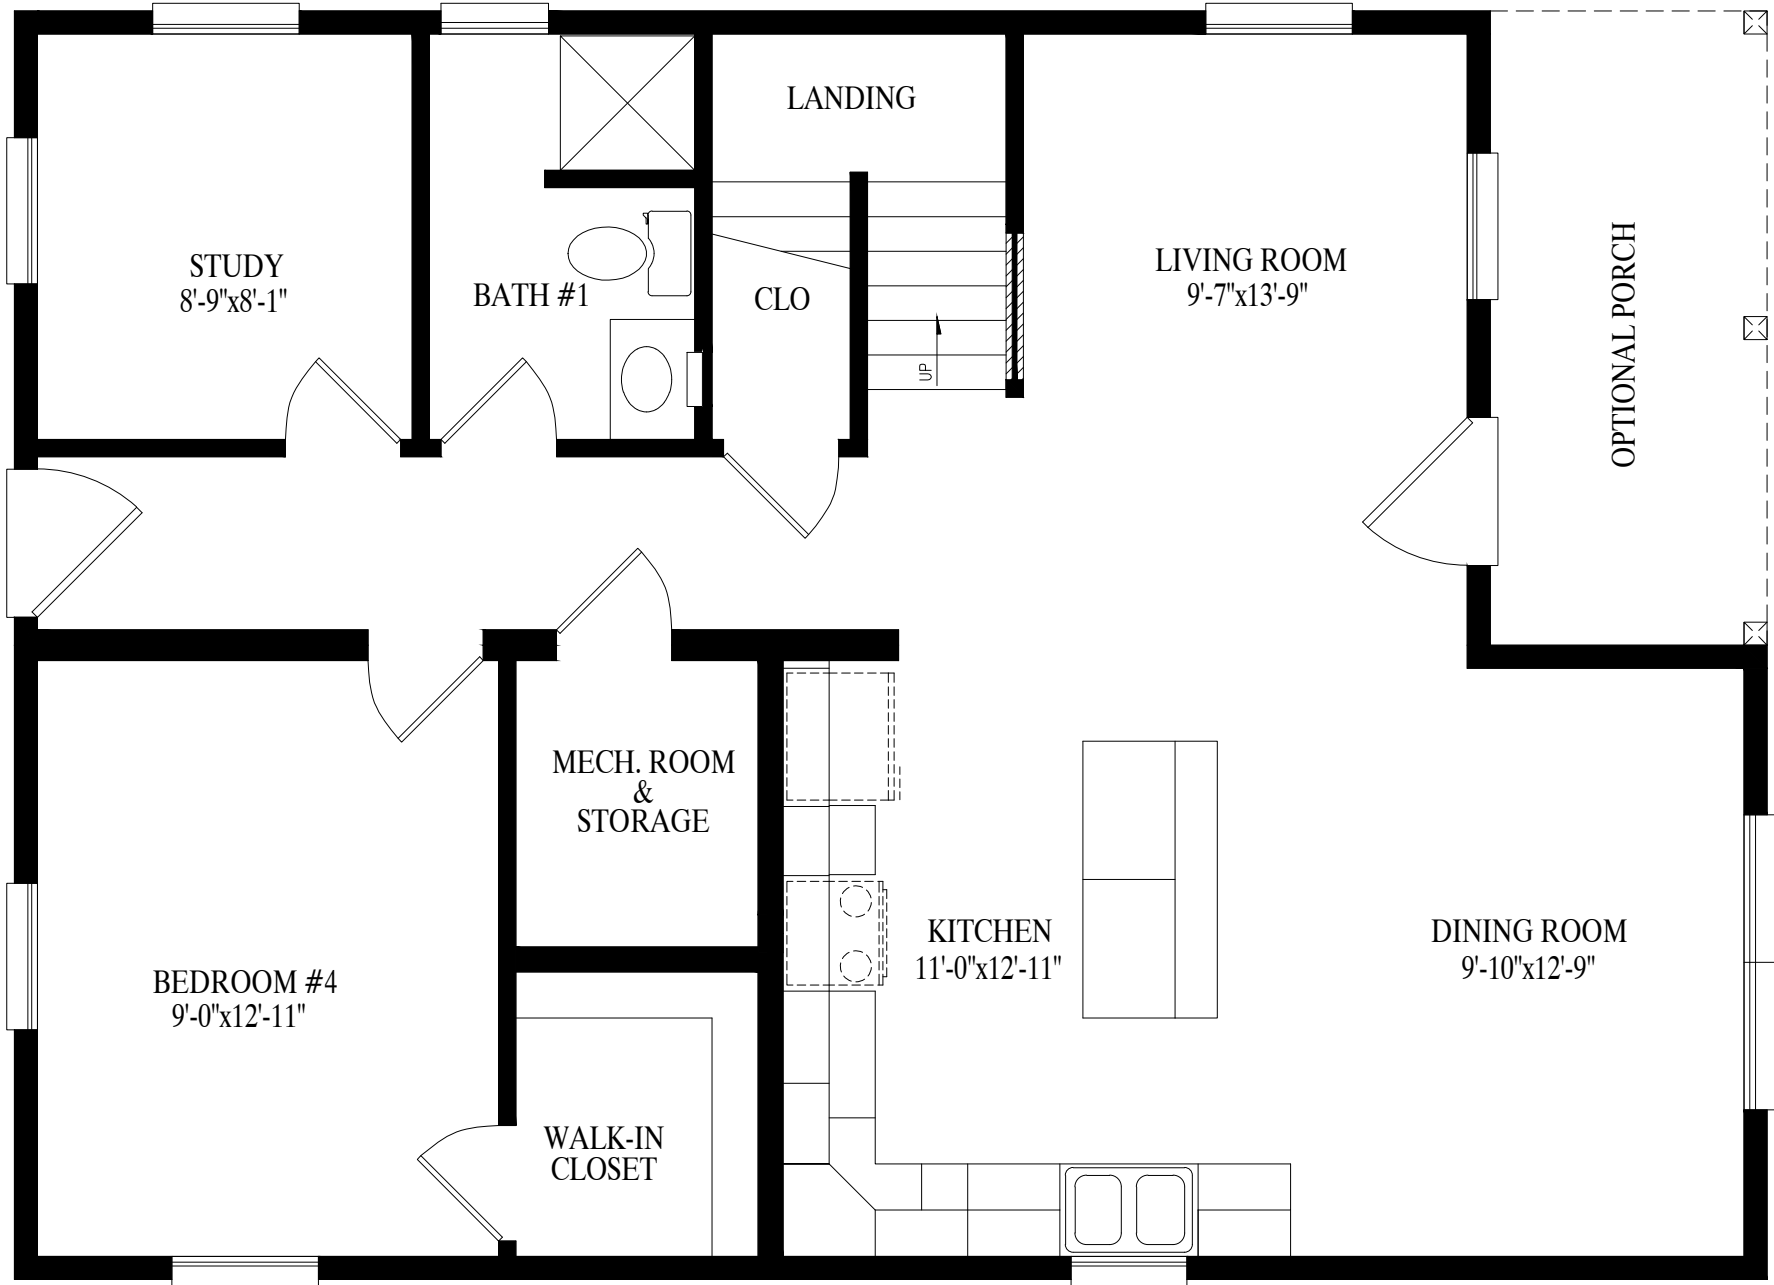 LANDING
STUDY
8'-9"x8'-1"
BATH #1
CLO
UP
LIVING ROOM
9'-7"x13'-9"
OPTIONAL PORCH
MECH. ROOM
&
STORAGE
KITCHEN
11'-0"x12'-11"
DINING ROOM
9'-10"x12'-9"
BEDROOM #4
9'-0"x12'-11"
WALK-IN
CLOSET